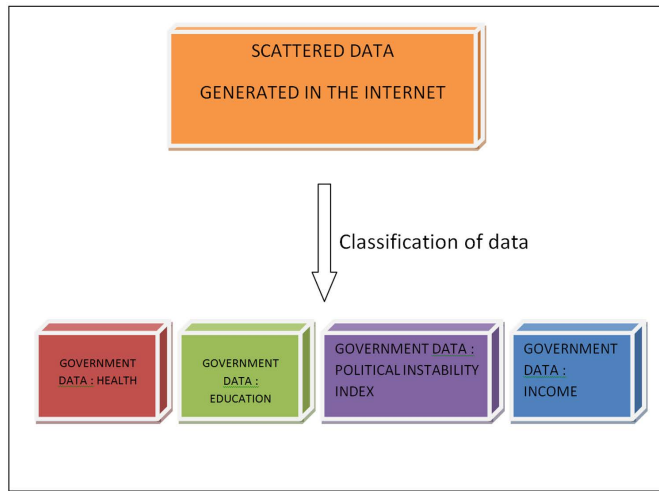 SCATTERED DATA
GENERATED IN THE INTERNET
Classification of data
GOVERNMENT
DATA : HEALTH
GOVERNMENT
DATA :
EDUCATION
GOVERNMENT DATA :
POLITICAL INSTABILITY
INDEX
GOVERNMENT
DATA :
INCOME